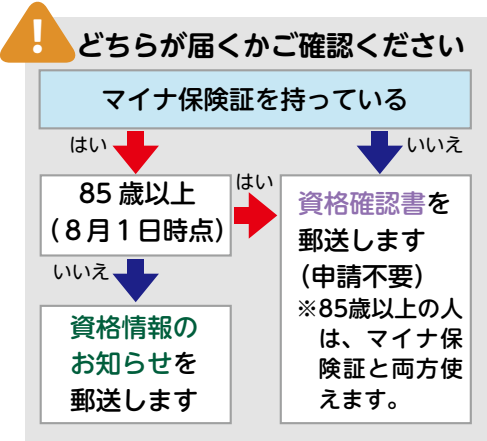 !
どちらが届くかご確認ください
マイナ保険証を持っている
はい
いいえ
85歳以上
(8月1日時点)
はい
いいえ
資格情報の
お知らせを
郵送します
資格確認書を
郵送します
(申請不要)
※85歳以上の人
は、マイナ保
険証と両方使
えます。